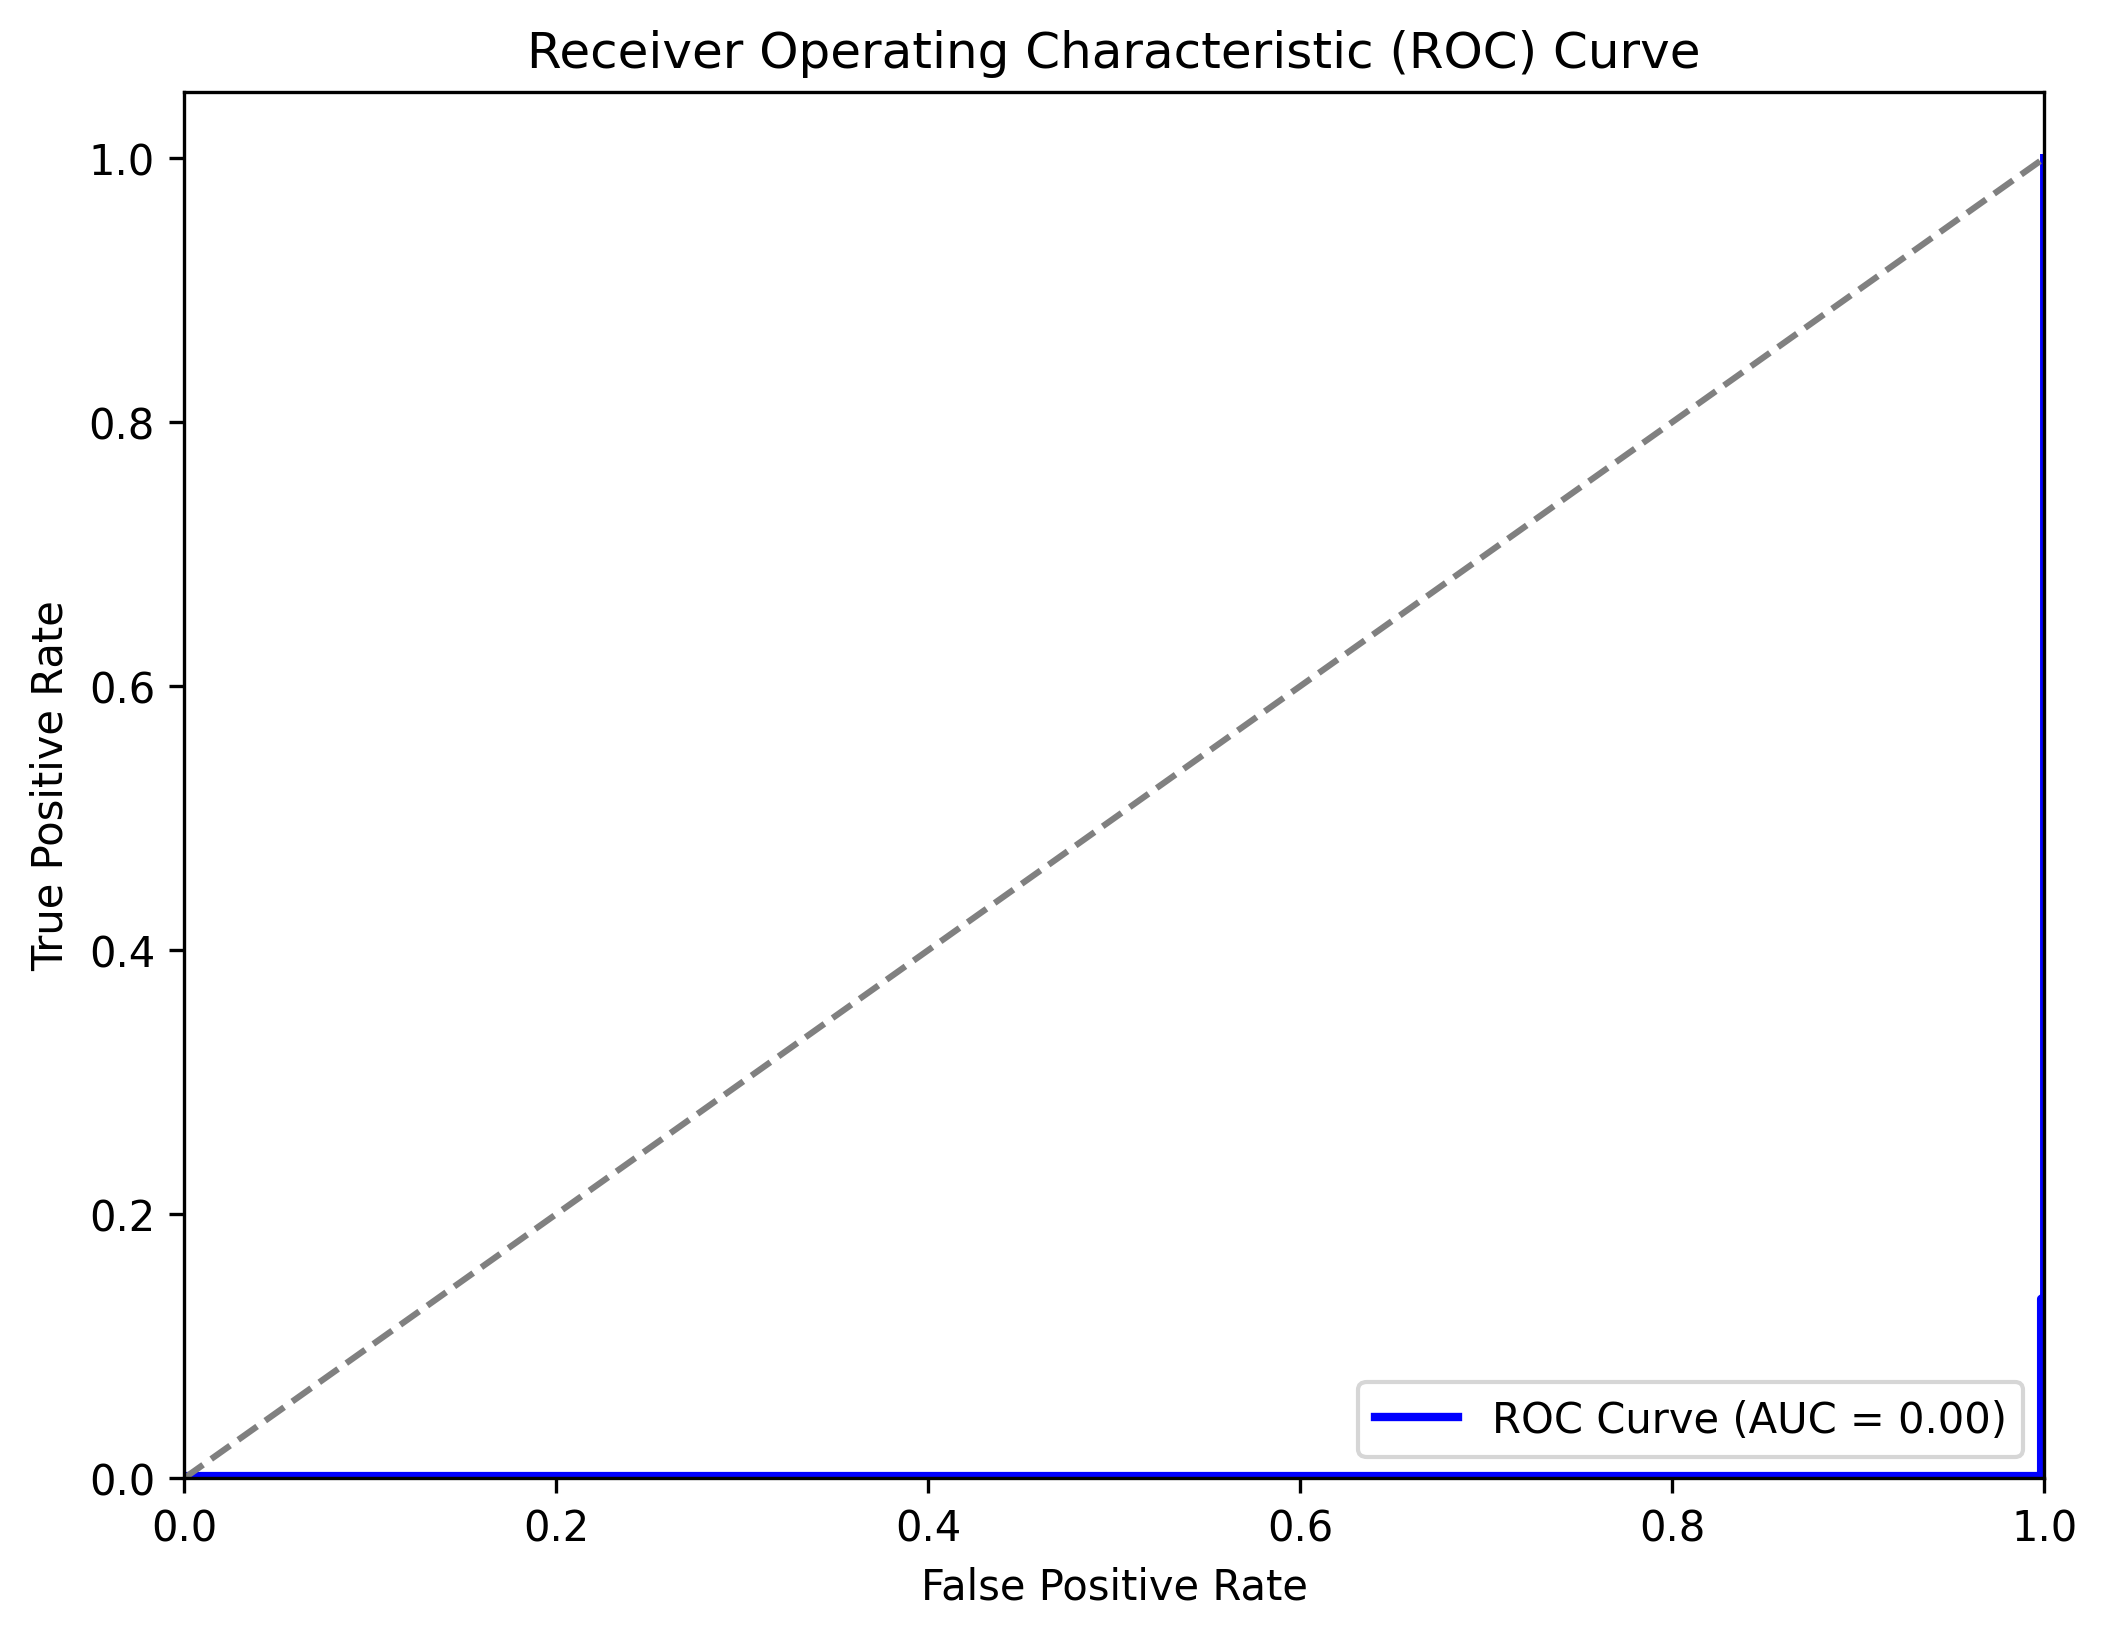 Receiver Operating Characteristic (ROC) Curve
True Positive Rate
1.0
0.8
0.6
0.4
0.2
0.0
ROC Curve (AUC = 0.00)
0.0 0.2 0.4 0.6 0.8 1.0
False Positive Rate